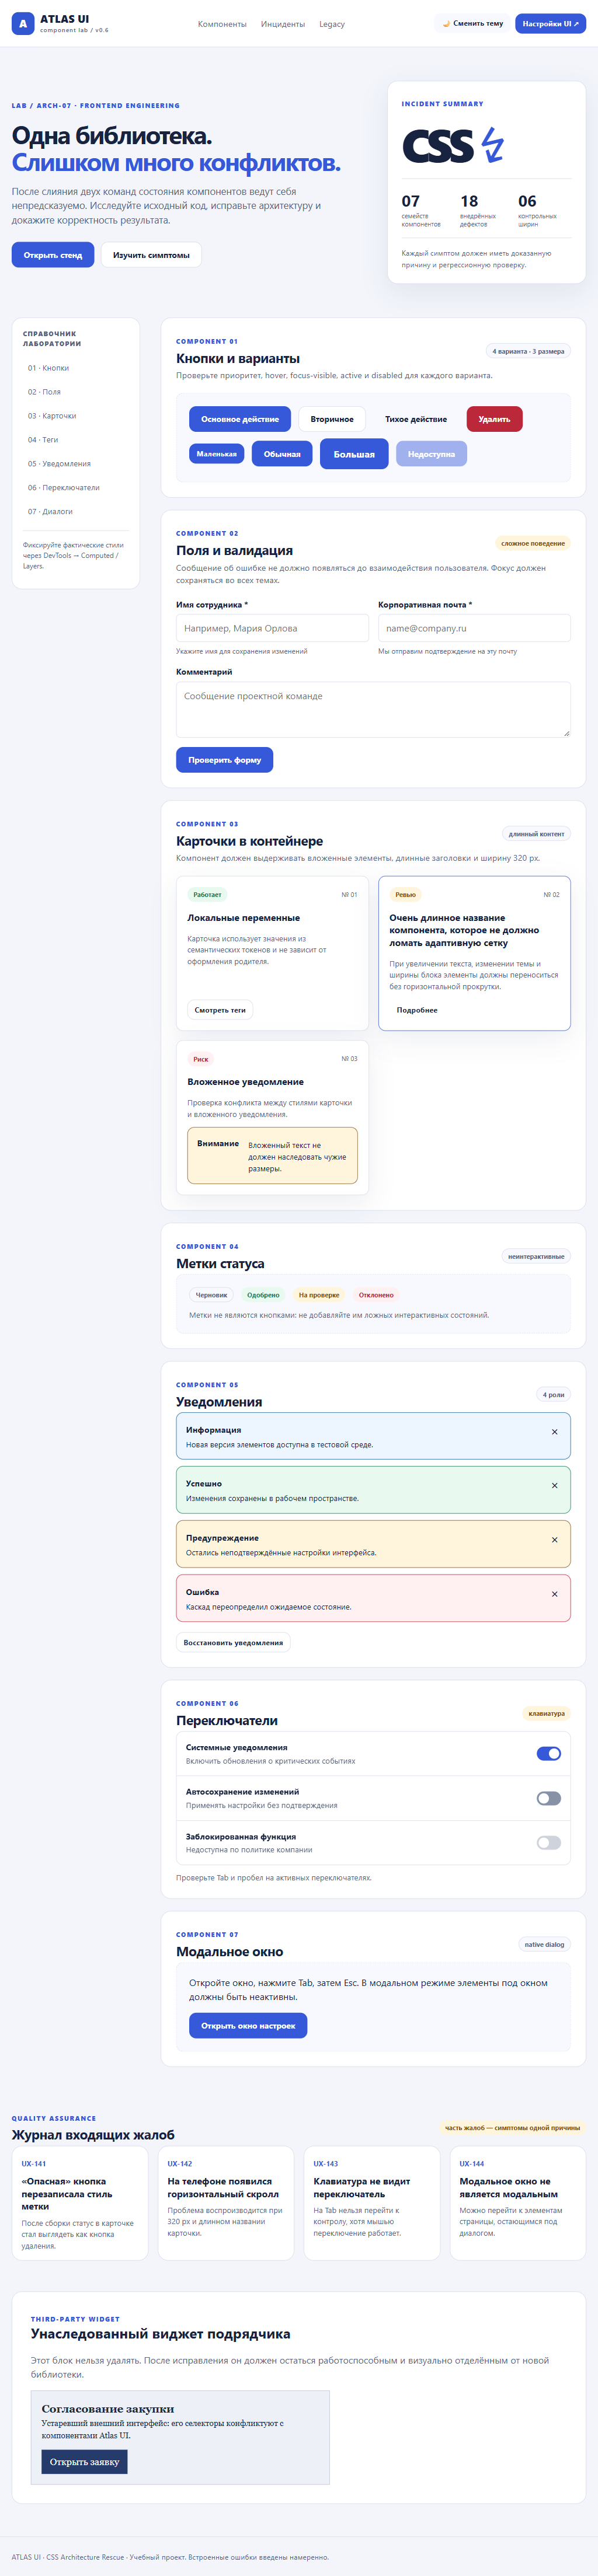 A
ATLAS UI
component lab / v0.6
Компоненты
Инциденты
Legacy
🌙 Сменить тему
Настройки UI ↗
LAB / ARCH-07 · FRONTEND ENGINEERING
Одна библиотека.
Слишком много конфликтов.
После слияния двух команд состояния компонентов ведут себя
непредсказуемо. Исследуйте исходный код, исправьте архитектуру и
докажите корректность результата.
Открыть стенд
Изучить симптомы
INCIDENT SUMMARY
CSS
07
семейств
компонентов
18
внедрённых
дефектов
06
контрольных
ширин
Каждый симптом должен иметь доказанную
причину и регрессионную проверку.
СПРАВОЧНИК
ЛАБОРАТОРИИ
01 · Кнопки
02 · Поля
03 · Карточки
04 · Теги
05 · Уведомления
06 · Переключатели
07 · Диалоги
Фиксируйте фактические стили
через DevTools → Computed /
Layers.
COMPONENT 01
Кнопки и варианты
4 варианта · 3 размера
Проверьте приоритет, hover, focus-visible, active и disabled для каждого варианта.
Основное действие
Вторичное
Тихое действие
Удалить
Маленькая
Обычная
Большая
Недоступна
COMPONENT 02
Поля и валидация
сложное поведение
Сообщение об ошибке не должно появляться до взаимодействия пользователя. Фокус должен
сохраняться во всех темах.
Имя сотрудника *
Корпоративная почта *
Например, Мария Орлова
name@company.ru
Укажите имя для сохранения изменений
Мы отправим подтверждение на эту почту
Комментарий
Сообщение проектной команде
Проверить форму
COMPONENT 03
Карточки в контейнере
длинный контент
Компонент должен выдерживать вложенные элементы, длинные заголовки и ширину 320 px.
Работает
№ 01
Локальные переменные
Карточка использует значения из
семантических токенов и не зависит от
оформления родителя.
Смотреть теги
Ревью
№ 02
Очень длинное название
компонента, которое не должно
ломать адаптивную сетку
При увеличении текста, изменении темы и
ширины блока элементы должны переноситься
без горизонтальной прокрутки.
Подробнее
Риск
№ 03
Вложенное уведомление
Проверка конфликта между стилями карточки
и вложенного уведомления.
Внимание
Вложенный текст не
должен наследовать чужие
размеры.
COMPONENT 04
Метки статуса
неинтерактивные
Черновик
Одобрено
На проверке
Отклонено
Метки не являются кнопками: не добавляйте им ложных интерактивных состояний.
COMPONENT 05
Уведомления
4 роли
Информация
Новая версия элементов доступна в тестовой среде.
×
Успешно
Изменения сохранены в рабочем пространстве.
×
Предупреждение
Остались неподтверждённые настройки интерфейса.
×
Ошибка
Каскад переопределил ожидаемое состояние.
×
Восстановить уведомления
COMPONENT 06
Переключатели
клавиатура
Системные уведомления
Включить обновления о критических событиях
Автосохранение изменений
Применять настройки без подтверждения
Заблокированная функция
Недоступна по политике компании
Проверьте Tab и пробел на активных переключателях.
COMPONENT 07
Модальное окно
native dialog
Откройте окно, нажмите Tab, затем Esc. В модальном режиме элементы под окном
должны быть неактивны.
Открыть окно настроек
QUALITY ASSURANCE
Журнал входящих жалоб
часть жалоб — симптомы одной причины
UX-141
«Опасная» кнопка
перезаписала стиль
метки
После сборки статус в карточке
стал выглядеть как кнопка
удаления.
UX-142
На телефоне появился
горизонтальный скролл
Проблема воспроизводится при
320 px и длинном названии
карточки.
UX-143
Клавиатура не видит
переключатель
На Tab нельзя перейти к
контролу, хотя мышью
переключение работает.
UX-144
Модальное окно не
является модальным
Можно перейти к элементам
страницы, остающимся под
диалогом.
THIRD-PARTY WIDGET
Унаследованный виджет подрядчика
Этот блок нельзя удалять. После исправления он должен остаться работоспособным и визуально отделённым от новой
библиотеки.
Согласование закупки
Устаревший внешний интерфейс: его селекторы конфликтуют с
компонентами Atlas UI.
Открыть заявку
ATLAS UI · CSS Architecture Rescue · Учебный проект. Встроенные ошибки введены намеренно.